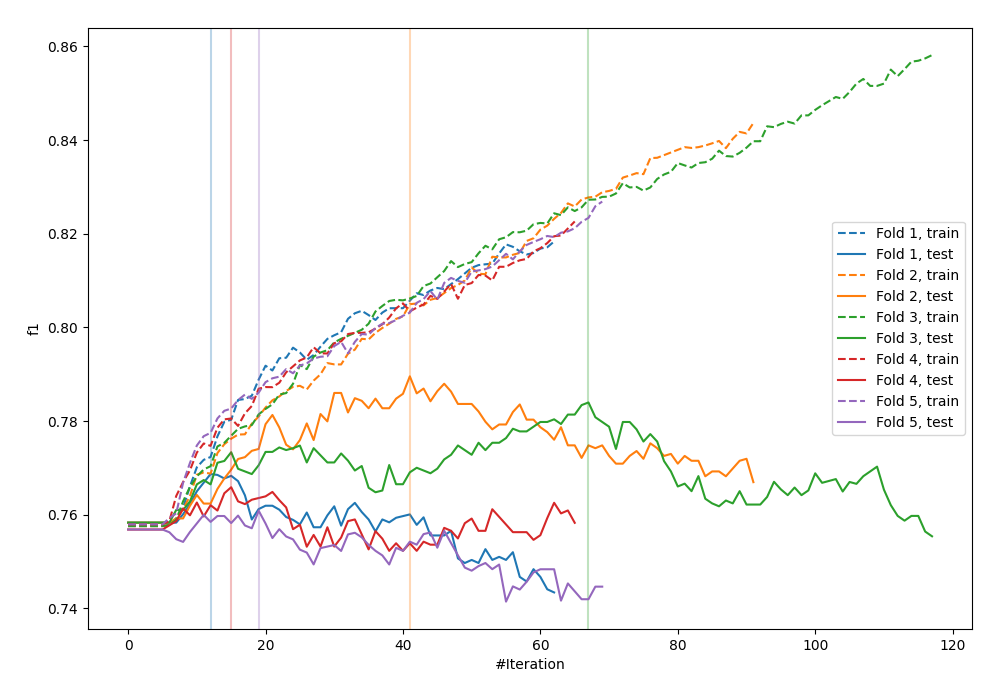 0.86
0.84
0.82
0.80
0.78
0.76
0.74
f1
0
20
40
60
80
100
120
#Iteration
Fold 1, train
Fold 1, test
Fold 2, train
Fold 2, test
Fold 3, train
Fold 3, test
Fold 4, train
Fold 4, test
Fold 5, train
Fold 5, test